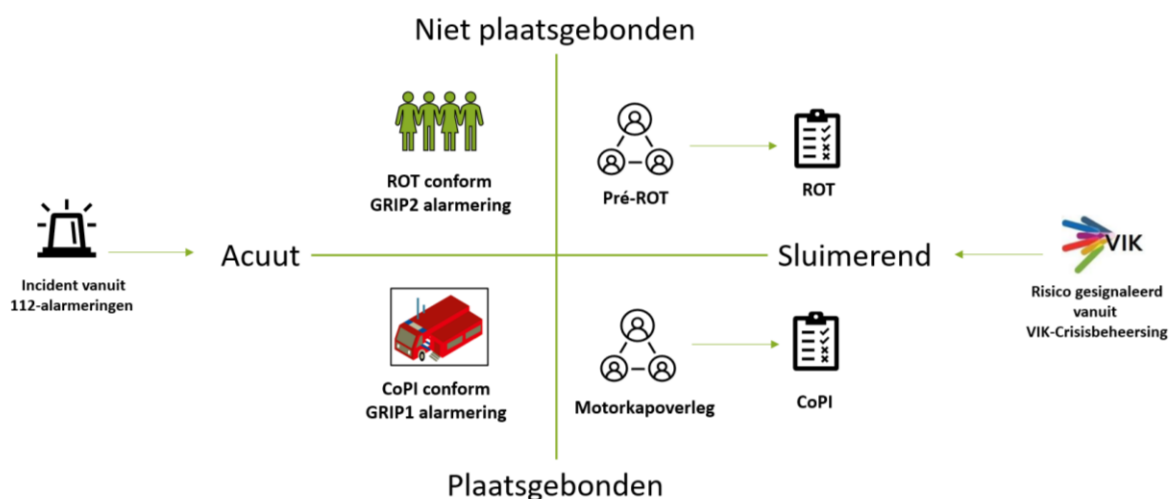 Niet plaatsgebonden
ROT conform
GRIP2 alarmering
Pré-ROT
ROT
Incident vanuit
112-alarmeringen
Acuut
Sluimerend
VIK
Risico gesignaleerd
vanuit
VIK-Crisisbeheersing
CoPI conform
GRIP1 alarmering
Motorkapoverleg
CoPI
Plaatsgebonden